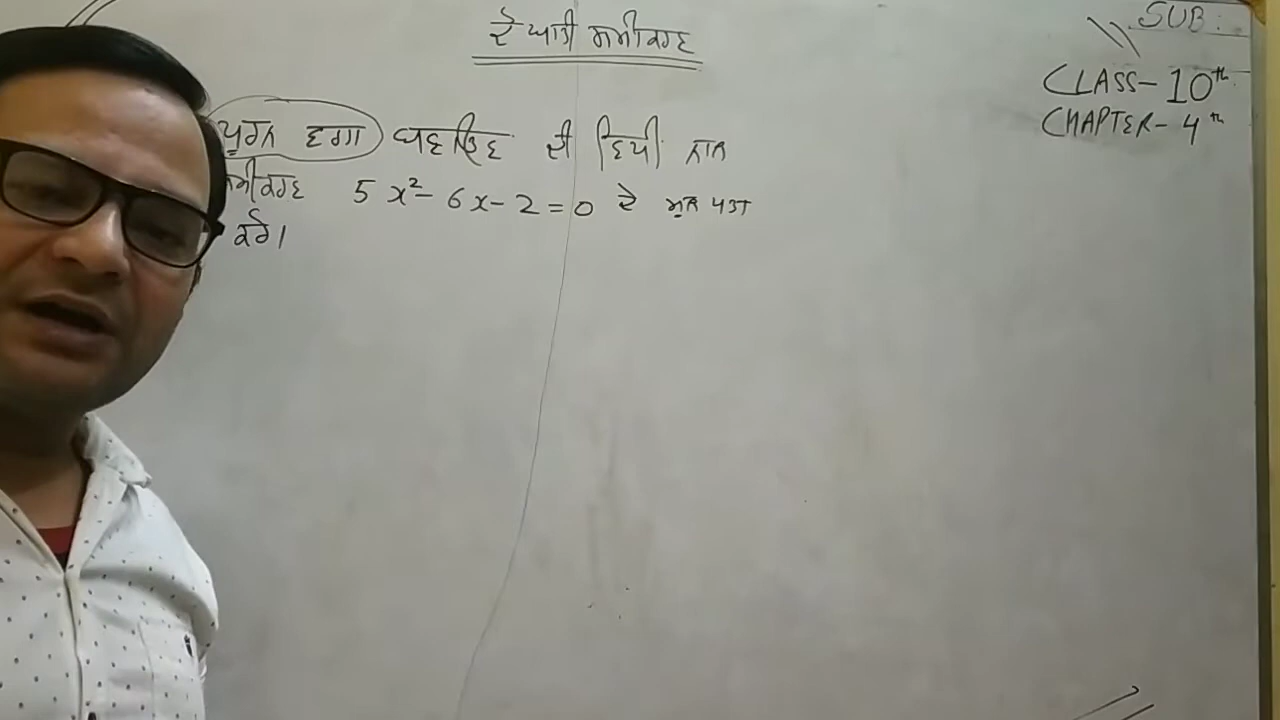 ਦੋ ਘਾਤੀ ਸਮੀਕਰਣ
SUB:
CLASS- 10th
CHAPTER- 4th
ਪੂਰਨ ਵਰਗ ਬਣਾਉਣ ਦੀ ਵਿਧੀ ਨਾਲ
ਸਮੀਕਰਣ 5x²- 6x- 2 = 0 ਦੇ ਮੂਲ ਪਤਾ
ਕਰੋ।